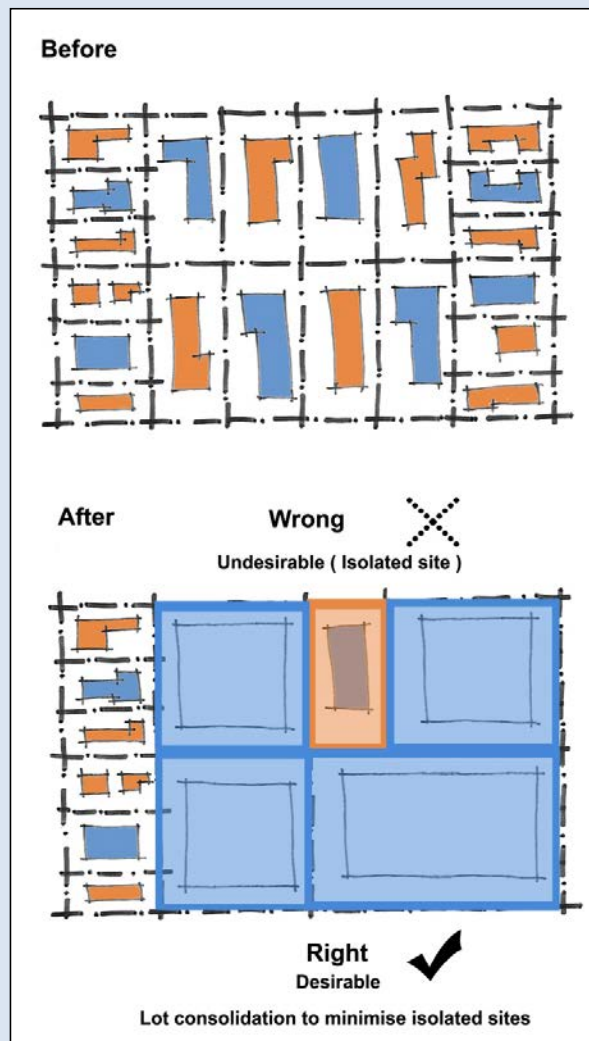 Before
After
Wrong
Undesirable ( Isolated site )
Right
Desirable
Lot consolidation to minimise isolated sites